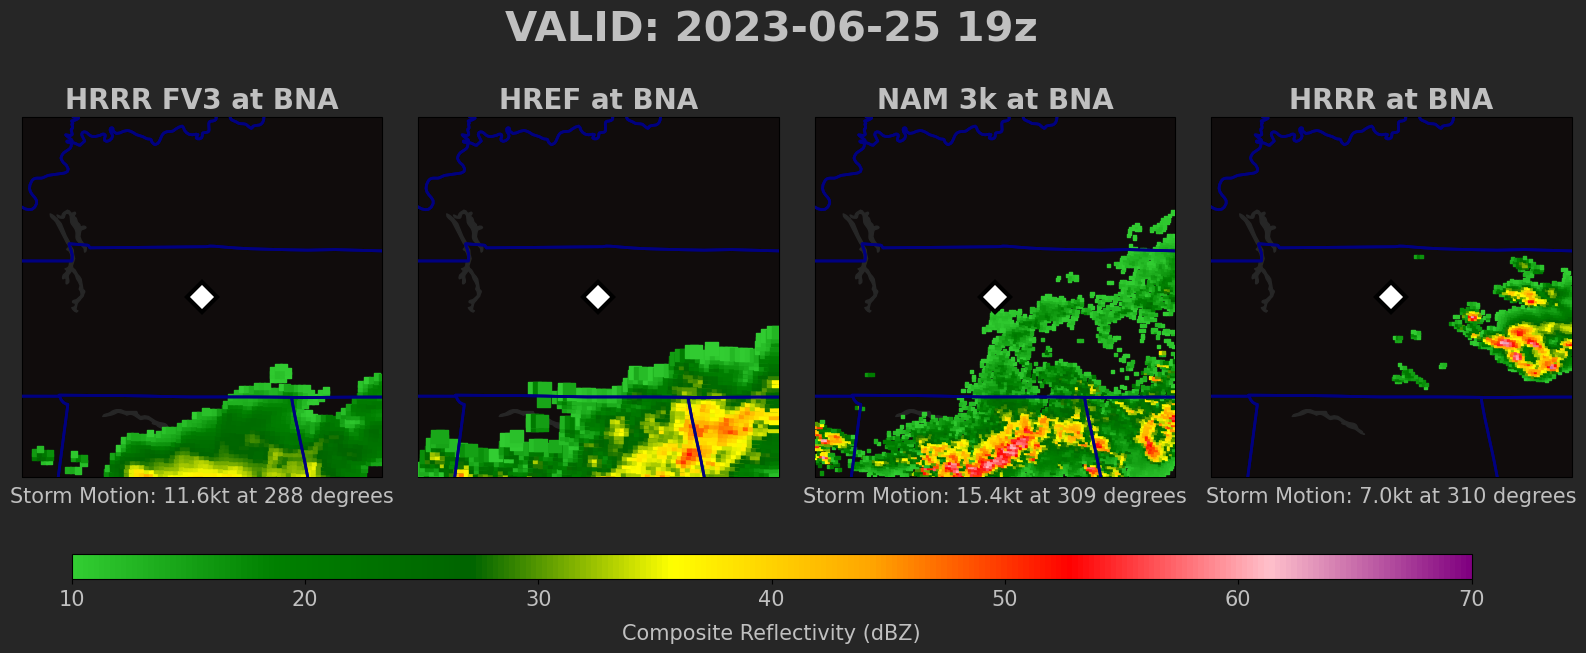 VALID: 2023-06-25 19z
HRRR FV3 at BNA
HREF at BNA
NAM 3k at BNA
HRRR at BNA
Storm Motion: 11.6kt at 288 degrees
Storm Motion: 15.4kt at 309 degrees
Storm Motion: 7.0kt at 310 degrees
10 20 30 40 50 60 70
Composite Reflectivity (dBZ)